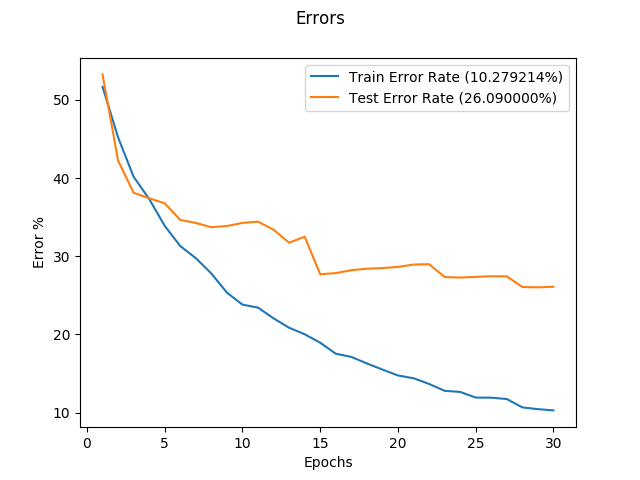 Errors
Train Error Rate (10.279214%)
Test Error Rate (26.090000%)
50
40
30
20
10
Error %
0 5 10 15 20 25 30
Epochs